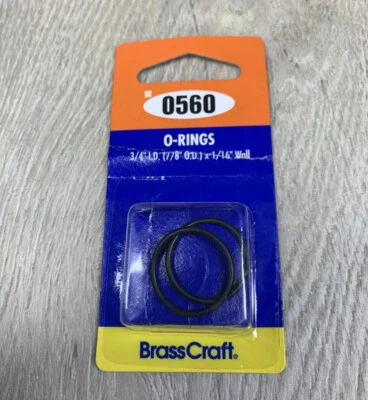 0560
O-RINGS
3/4" I.D. (7/8" O.D.) x 1/16" Wall
BrassCraft®